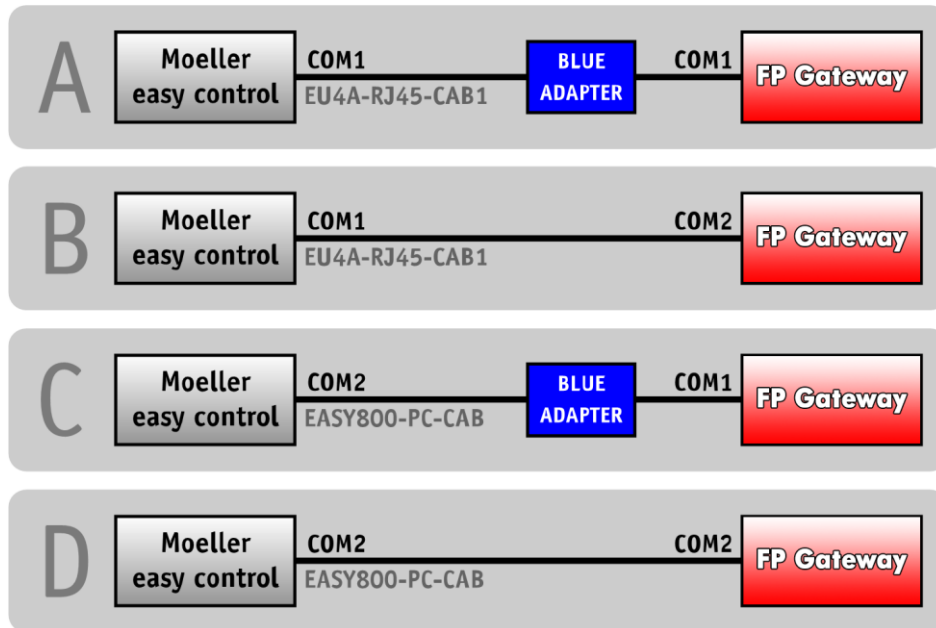 A
Moeller
easy control
COM1
EU4A-RJ45-CAB1
BLUE
ADAPTER
COM1
FP Gateway
B
Moeller
easy control
COM1
EU4A-RJ45-CAB1
COM2
FP Gateway
C
Moeller
easy control
COM2
EASY800-PC-CAB
BLUE
ADAPTER
COM1
FP Gateway
D
Moeller
easy control
COM2
EASY800-PC-CAB
COM2
FP Gateway